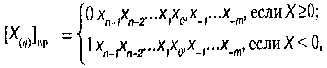 [X₍ₙ₎]пр = { 0 xₙ₋₁xₙ₋₂...x₁x₀,x₋₁...x₋ₘ, если X ≥ 0;
1 xₙ₋₁xₙ₋₂...x₁x₀,x₋₁...x₋ₘ, если X < 0,